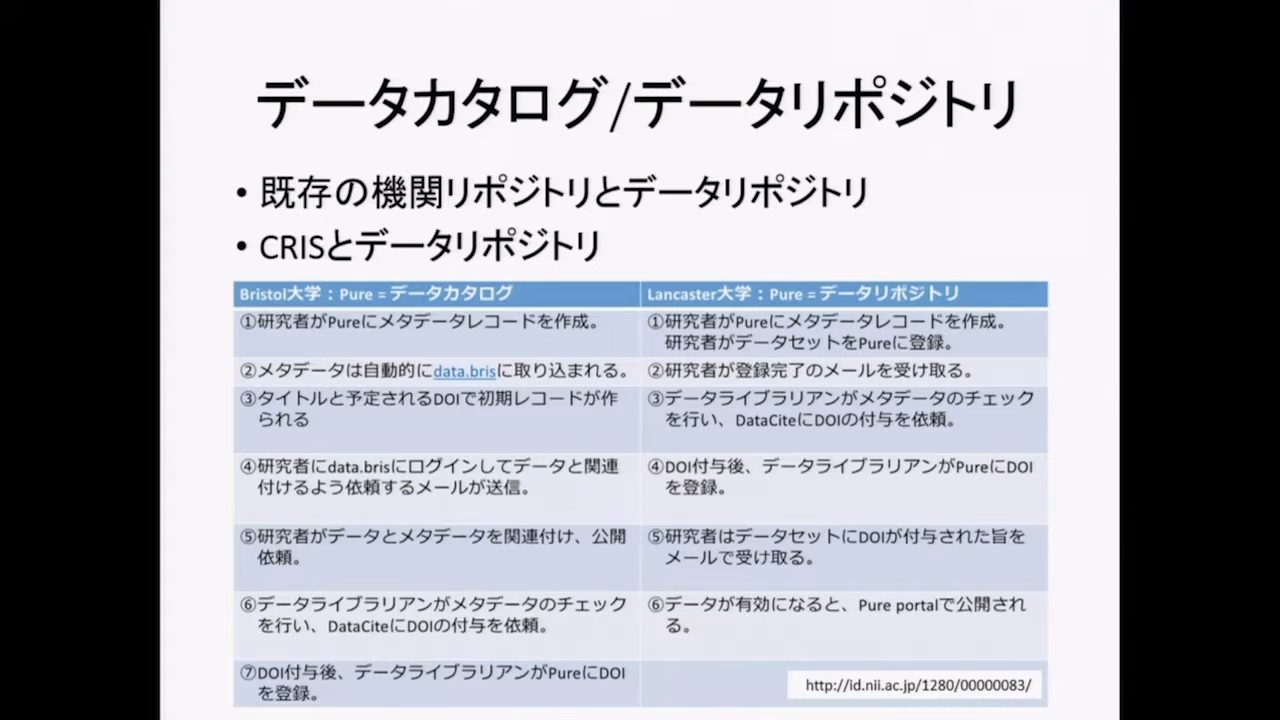 データカタログ/データリポジトリ
• 既存の機関リポジトリとデータリポジトリ
• CRISとデータリポジトリ
Bristol大学：Pure = データカタログ
Lancaster大学：Pure = データリポジトリ
①研究者がPureにメタデータレコードを作成。
①研究者がPureにメタデータレコードを作成。
研究者がデータセットをPureに登録。
②メタデータは自動的にdata.brisに取り込まれる。
②研究者が登録完了のメールを受け取る。
③タイトルと予定されるDOIで初期レコードが作
られる
③データライブラリアンがメタデータのチェック
を行い、DataCiteにDOIの付与を依頼。
④研究者にdata.brisにログインしてデータと関連
付けるよう依頼するメールが送信。
④DOI付与後、データライブラリアンがPureにDOI
を登録。
⑤研究者がデータとメタデータを関連付け、公開
依頼。
⑤研究者はデータセットにDOIが付与された旨を
メールで受け取る。
⑥データライブラリアンがメタデータのチェック
を行い、DataCiteにDOIの付与を依頼。
⑥データが有効になると、Pure portalで公開され
る。
⑦DOI付与後、データライブラリアンがPureにDOI
を登録。
http://id.nii.ac.jp/1280/00000083/